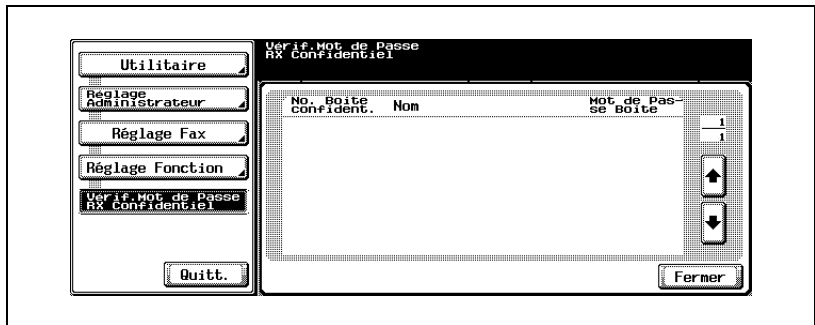 Utilitaire
Réglage
Administrateur
Réglage Fax
Réglage Fonction
Vérif.Mot de Passe
RX Confidentiel
Quitt.
Vérif.Mot de Passe
RX Confidentiel
No. Boite
confident.
Nom
Mot de Pas-
se Boite
1
1
Fermer